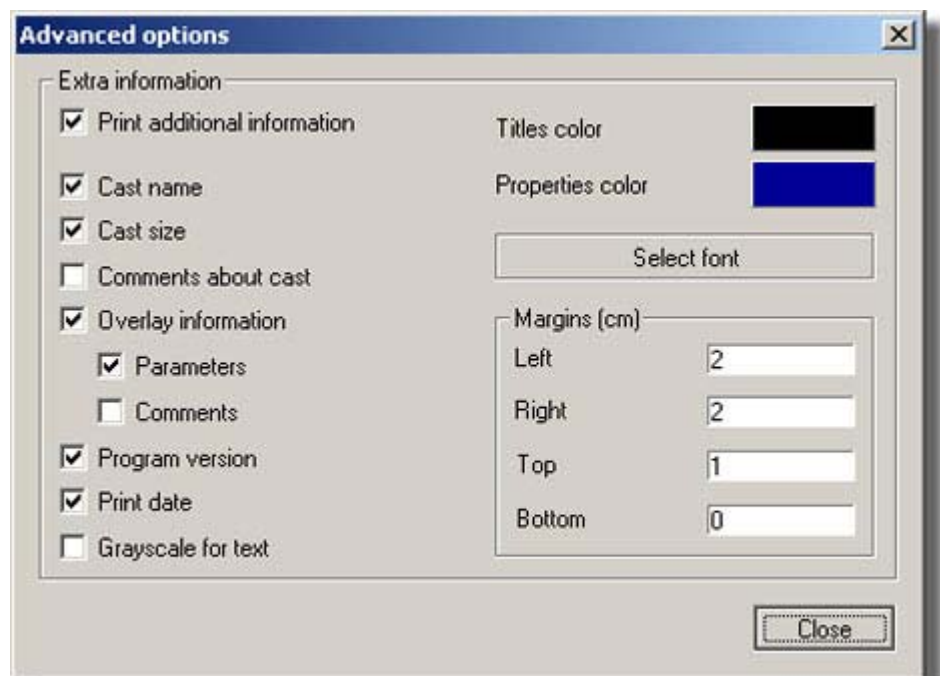 Advanced options
Extra information
Print additional information
Cast name
Cast size
Comments about cast
Overlay information
Parameters
Comments
Program version
Print date
Grayscale for text
Titles color
Properties color
Select font
Margins (cm)
Left 2
Right 2
Top 1
Bottom 0
Close